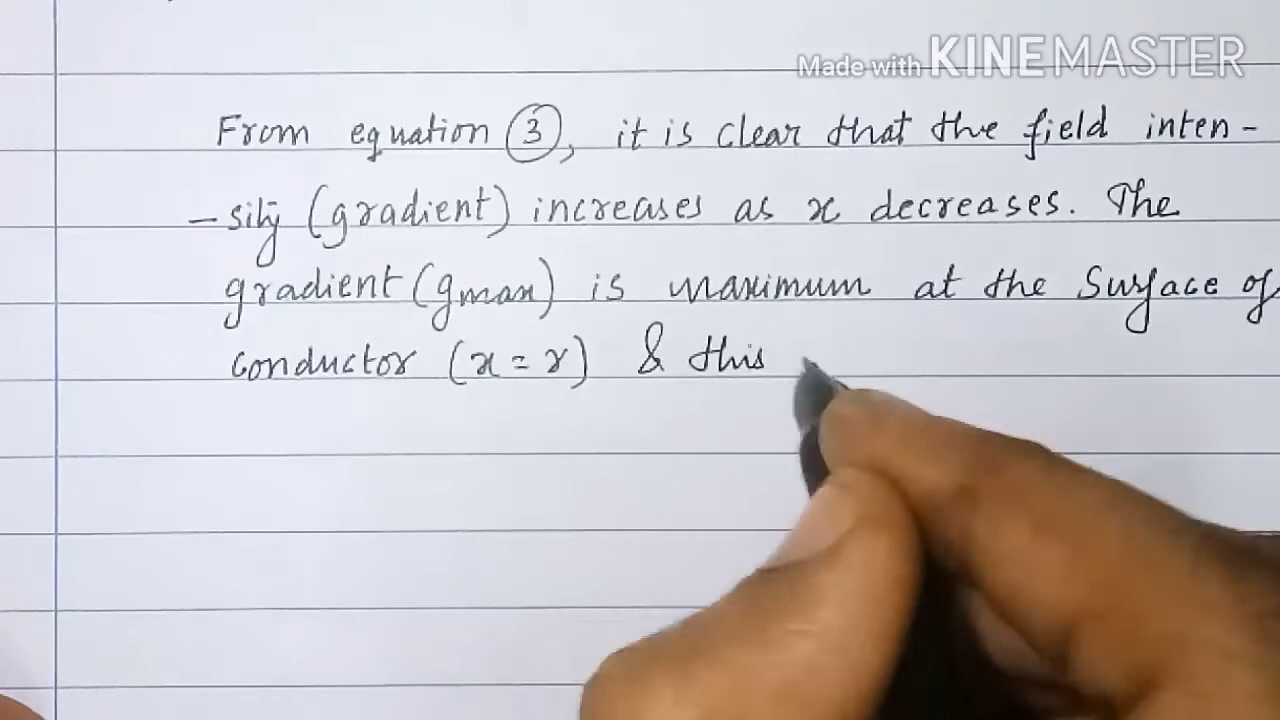 Made with KINEMASTER
From equation ③, it is clear that the field inten-
-sity (gradient) increases as x decreases. The
gradient (gmax) is maximum at the surface of
conductor (x = r) & this